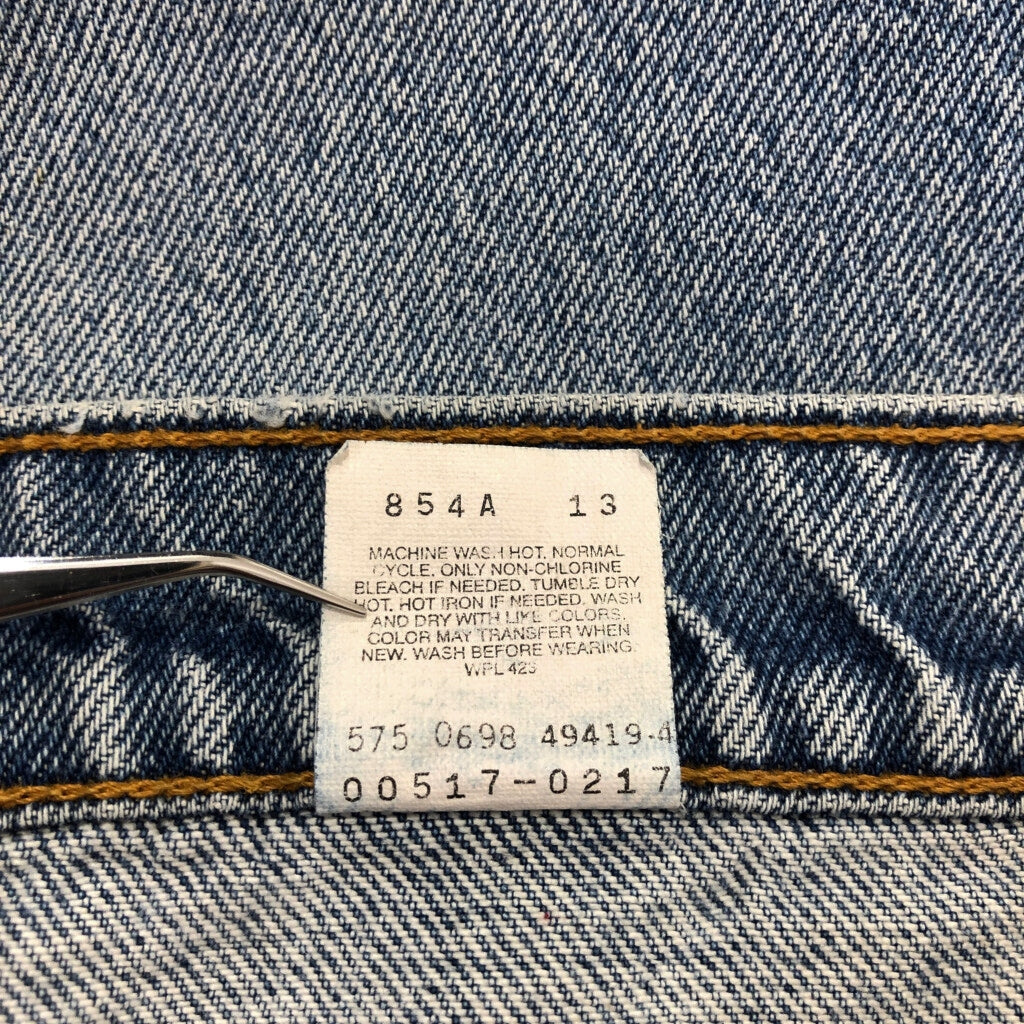 854A 13
MACHINE WASH HOT. NORMAL
CYCLE. ONLY NON-CHLORINE
BLEACH IF NEEDED. TUMBLE DRY
HOT. HOT IRON IF NEEDED. WASH
AND DRY WITH LIKE COLORS.
COLOR MAY TRANSFER WHEN
NEW. WASH BEFORE WEARING.
WPL 423
575 0698 49419-4
00517-0217